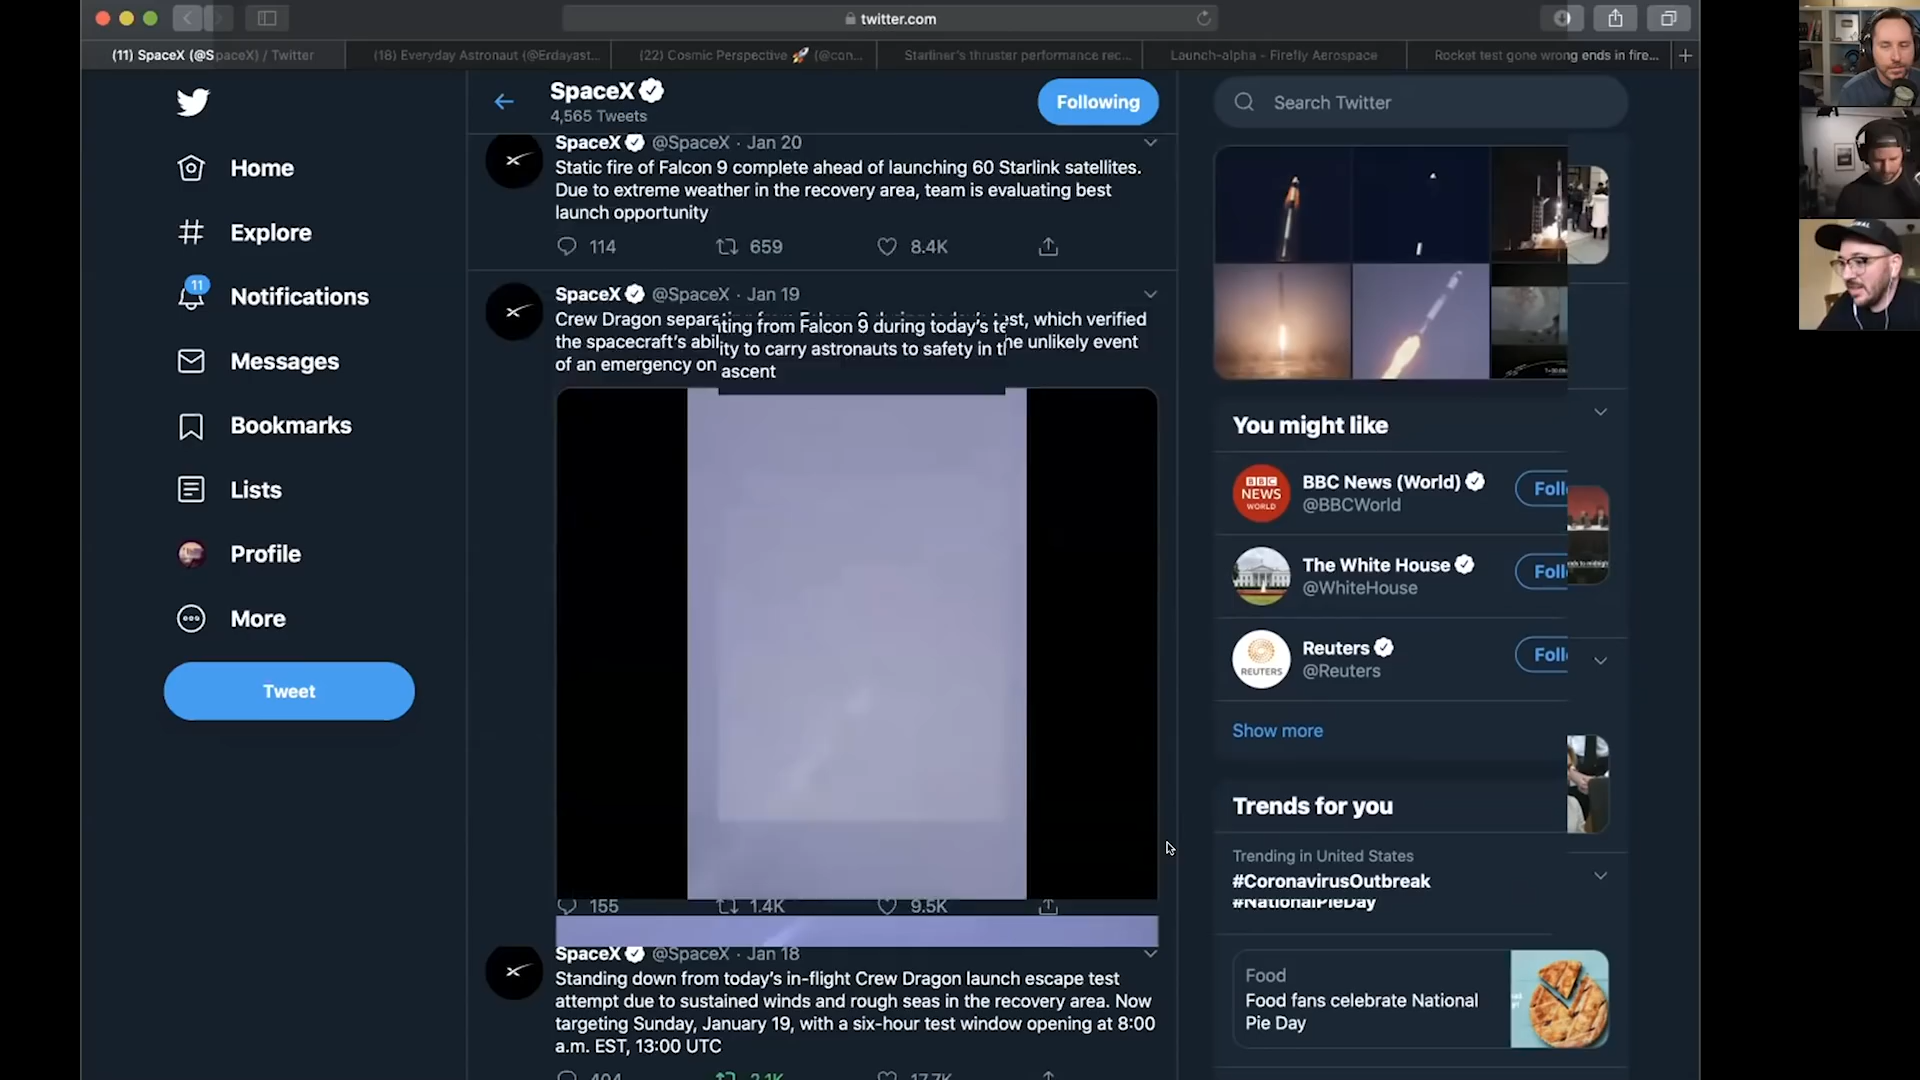 twitter.com
(11) SpaceX (@SpaceX) / Twitter
(18) Everyday Astronaut (@Erdayast...
(22) Cosmic Perspective 🚀 (@con...
Starliner's thruster performance rec...
Launch-alpha - Firefly Aerospace
Rocket test gone wrong ends in fire...
SpaceX
4,565 Tweets
Following
Search Twitter
Home
Explore
11
Notifications
Messages
Bookmarks
Lists
Profile
More
Tweet
SpaceX @SpaceX · Jan 20
Static fire of Falcon 9 complete ahead of launching 60 Starlink satellites.
Due to extreme weather in the recovery area, team is evaluating best
launch opportunity
114 659 8.4K
SpaceX @SpaceX · Jan 19
Crew Dragon separating from Falcon 9 during today's test, which verified
the spacecraft's ability to carry astronauts to safety in the unlikely event
of an emergency on ascent
155 1.4K 9.5K
SpaceX @SpaceX · Jan 18
Standing down from today's in-flight Crew Dragon launch escape test
attempt due to sustained winds and rough seas in the recovery area. Now
targeting Sunday, January 19, with a six-hour test window opening at 8:00
a.m. EST, 13:00 UTC
404 2.1K 17.7K
You might like
BBC NEWS WORLD
BBC News (World)
@BBCWorld
Foll
The White House
@WhiteHouse
Foll
REUTERS
Reuters
@Reuters
Foll
Show more
Trends for you
Trending in United States
#CoronavirusOutbreak
#NationalPieDay
Food
Food fans celebrate National
Pie Day